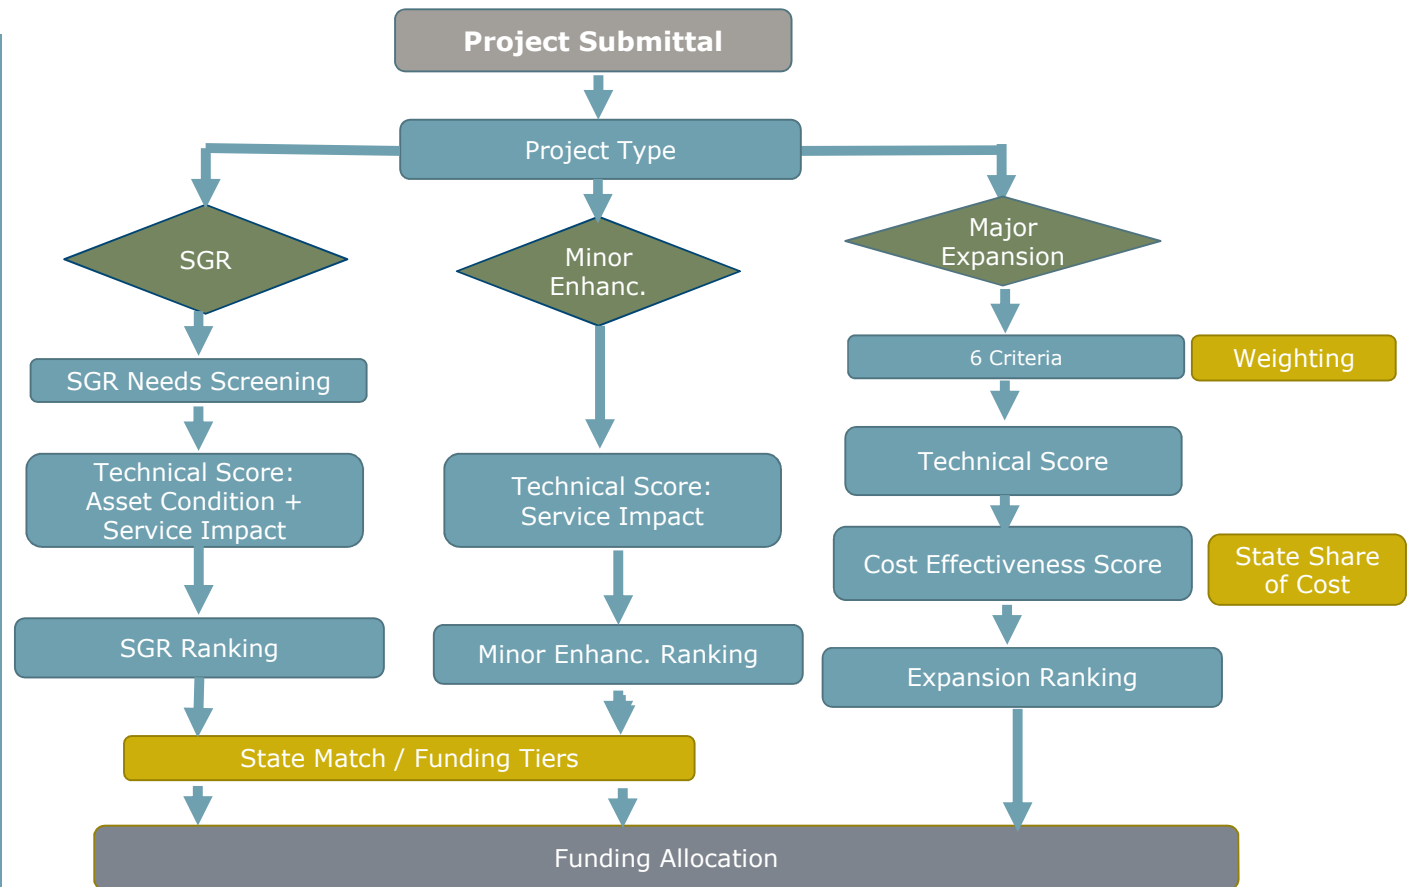 Project Submittal
Project Type
SGR
Minor
Enhanc.
Major
Expansion
SGR Needs Screening
6 Criteria
Weighting
Technical Score:
Asset Condition +
Service Impact
Technical Score:
Service Impact
Technical Score
Cost Effectiveness Score
State Share
of Cost
SGR Ranking
Minor Enhanc. Ranking
Expansion Ranking
State Match / Funding Tiers
Funding Allocation